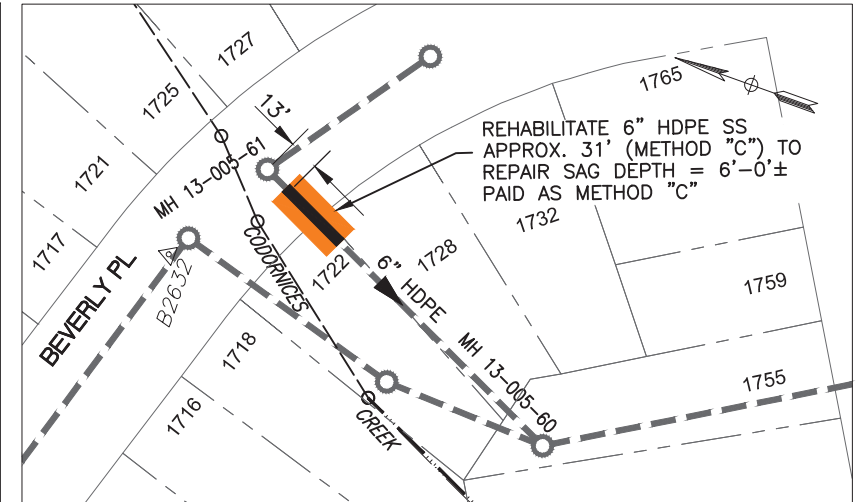 1727
1725
1721
1717
13'
MH 13-005-61
1765
REHABILITATE 6" HDPE SS
APPROX. 31' (METHOD "C") TO
REPAIR SAG DEPTH = 6'-0'±
PAID AS METHOD "C"
1732
1728
1722
CODORNICES
BEVERLY PL
B2632
6" HDPE
1759
1718
1716
MH 13-005-60
1755
CREEK